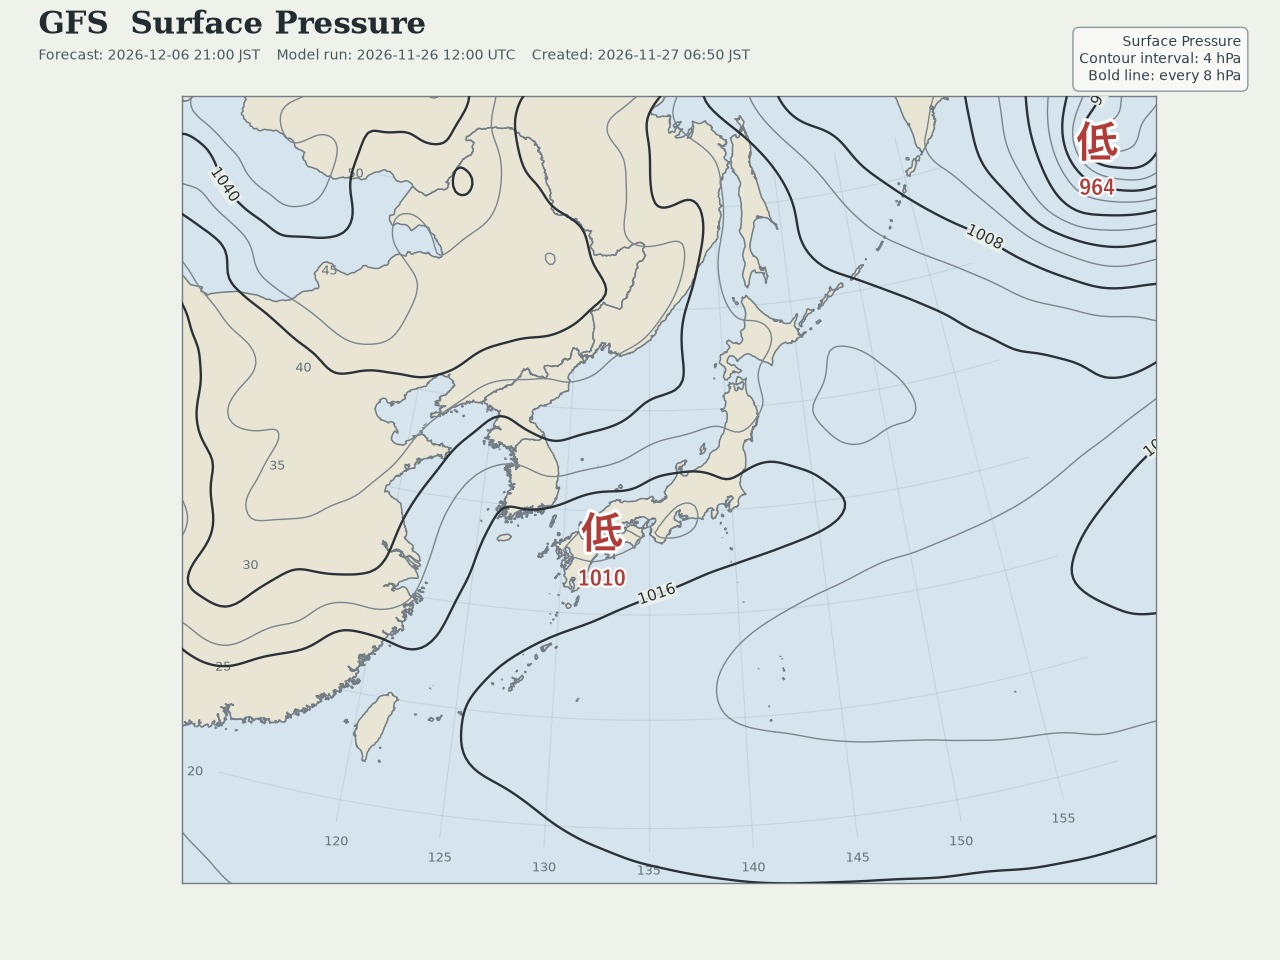 GFS  Surface Pressure
Forecast: 2026-12-06 21:00 JST    Model run: 2026-11-26 12:00 UTC    Created: 2026-11-27 06:50 JST
Surface Pressure
Contour interval: 4 hPa
Bold line: every 8 hPa
低
964
50
1040
1008
45
40
35
低
1010
30
1016
25
20
120
125
130
135
140
145
150
155